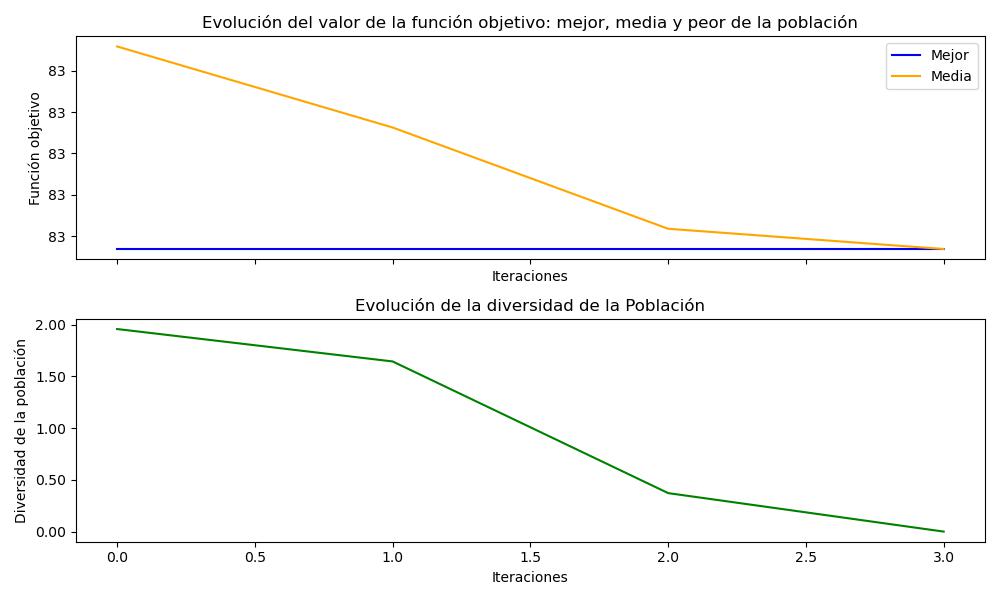 Evolución del valor de la función objetivo: mejor, media y peor de la población
Mejor
Media
83
83
83
83
83
Función objetivo
Iteraciones
Evolución de la diversidad de la Población
2.00
1.50
1.00
0.50
0.00
Diversidad de la población
0.0 0.5 1.0 1.5 2.0 2.5 3.0
Iteraciones